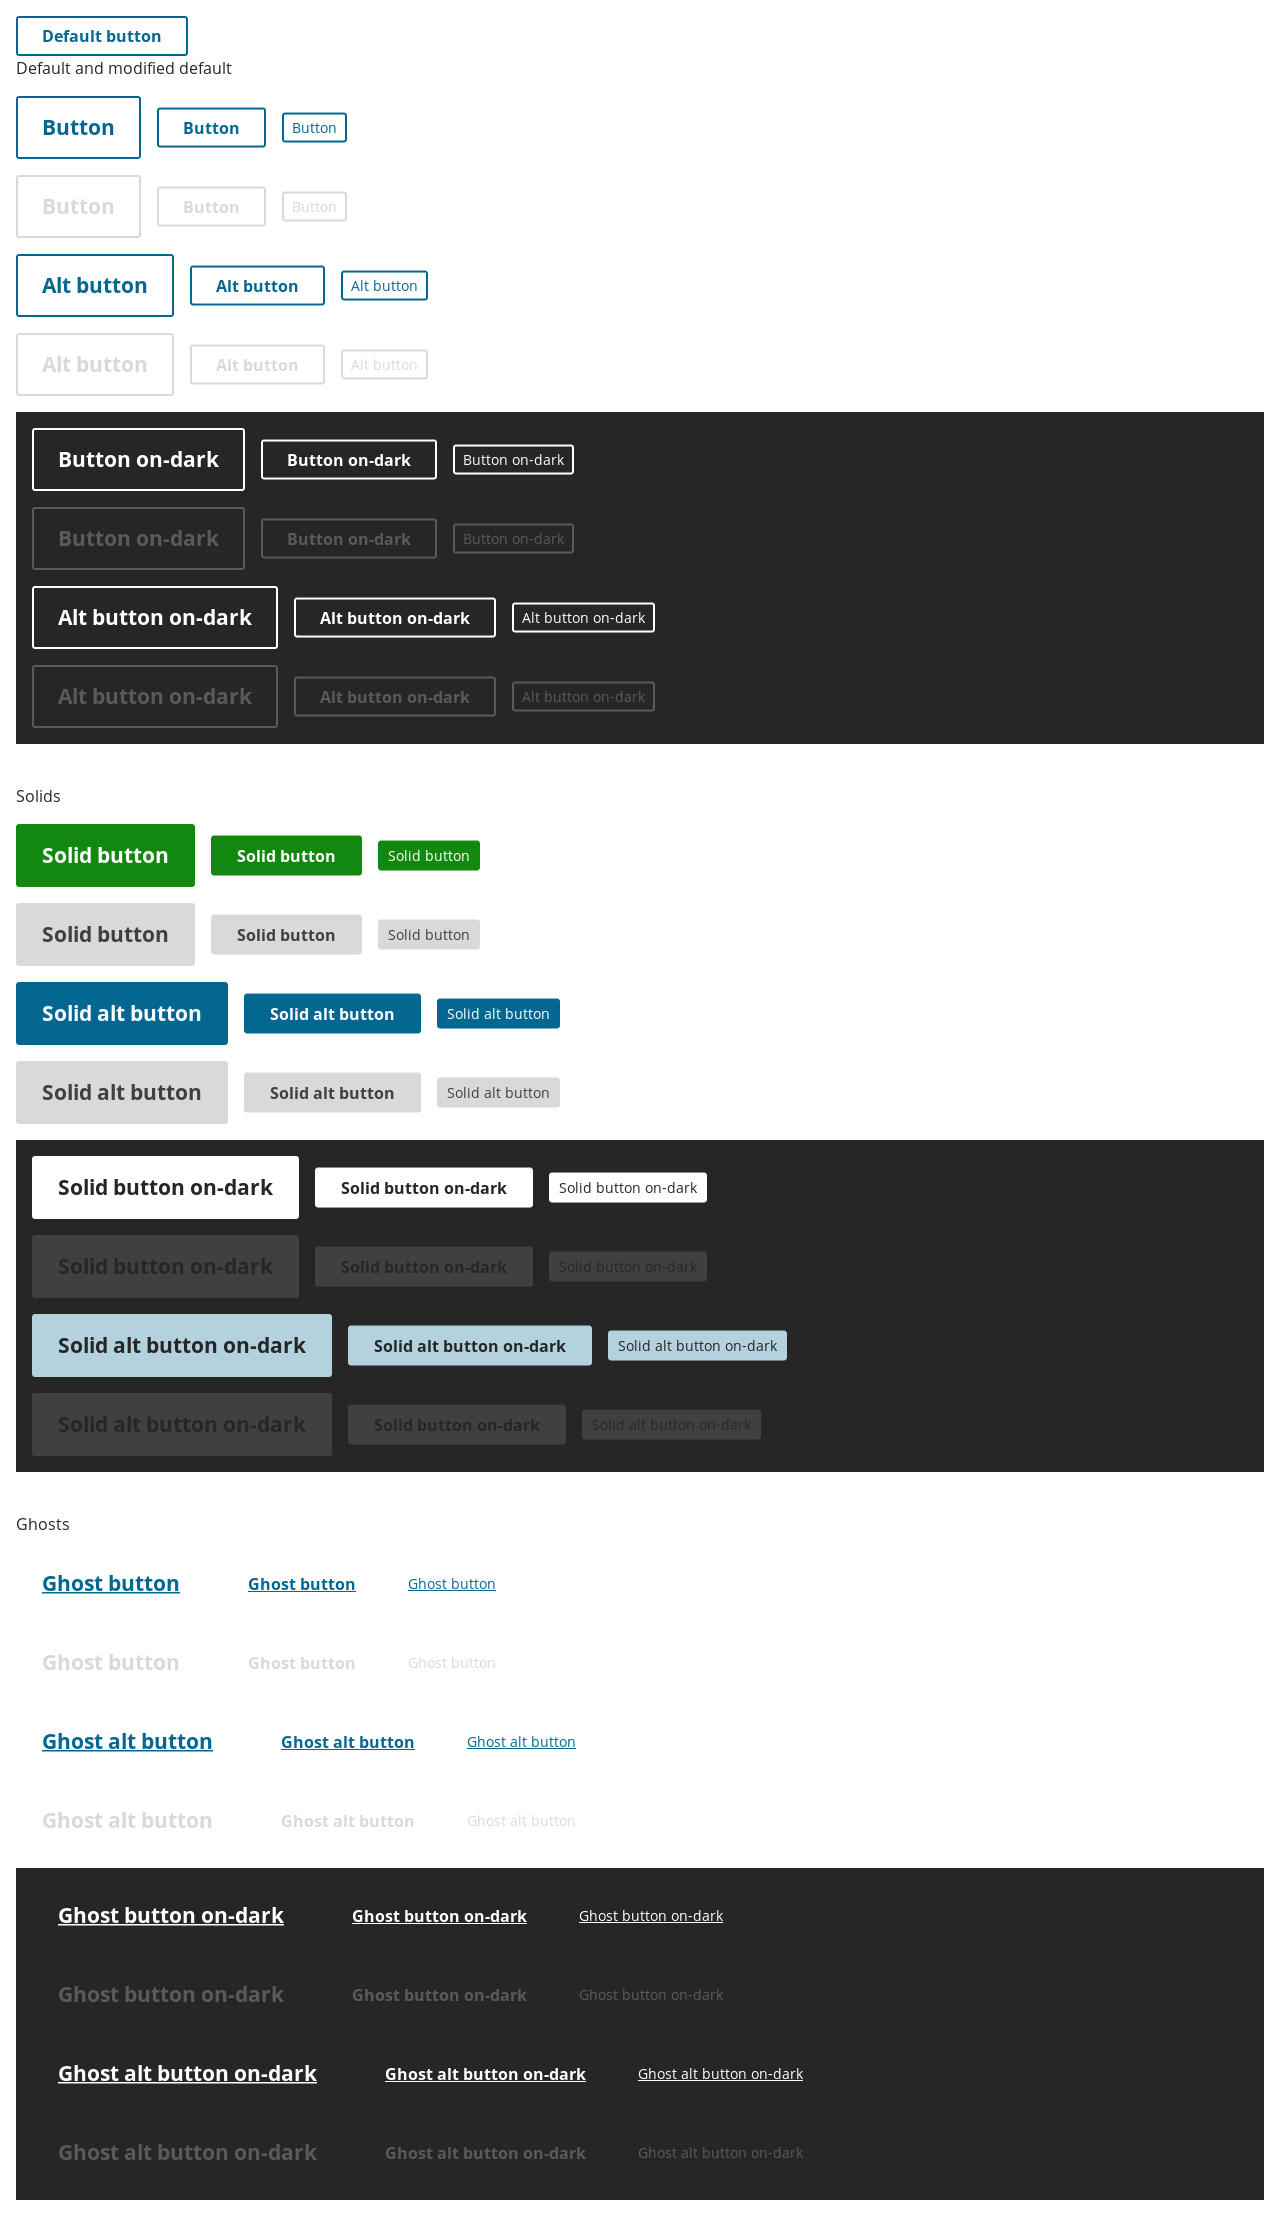 Default button
Default and modified default
Button Button Button
Button Button Button
Alt button Alt button Alt button
Alt button Alt button Alt button
Button on-dark Button on-dark Button on-dark
Button on-dark Button on-dark Button on-dark
Alt button on-dark Alt button on-dark Alt button on-dark
Alt button on-dark Alt button on-dark Alt button on-dark
Solids
Solid button Solid button Solid button
Solid button Solid button Solid button
Solid alt button Solid alt button Solid alt button
Solid alt button Solid alt button Solid alt button
Solid button on-dark Solid button on-dark Solid button on-dark
Solid button on-dark Solid button on-dark Solid button on-dark
Solid alt button on-dark Solid alt button on-dark Solid alt button on-dark
Solid alt button on-dark Solid button on-dark Solid alt button on-dark
Ghosts
Ghost button Ghost button Ghost button
Ghost button Ghost button Ghost button
Ghost alt button Ghost alt button Ghost alt button
Ghost alt button Ghost alt button Ghost alt button
Ghost button on-dark Ghost button on-dark Ghost button on-dark
Ghost button on-dark Ghost button on-dark Ghost button on-dark
Ghost alt button on-dark Ghost alt button on-dark Ghost alt button on-dark
Ghost alt button on-dark Ghost alt button on-dark Ghost alt button on-dark